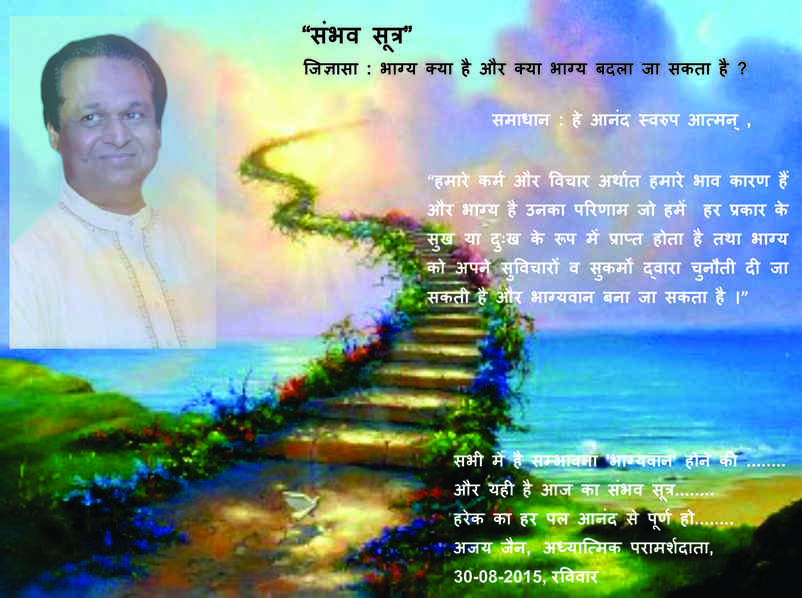 “संभव सूत्र”
जिज्ञासा : भाग्य क्या है और क्या भाग्य बदला जा सकता है ?
समाधान : हे आनंद स्वरुप आत्मन् ,
“हमारे कर्म और विचार अर्थात हमारे भाव कारण हैं
और भाग्य है उनका परिणाम जो हमें हर प्रकार के
सुख या दुःख के रूप में प्राप्त होता है तथा भाग्य
को अपने सुविचारों व सुकर्मो द्वारा चुनौती दी जा
सकती है और भाग्यवान बना जा सकता है ।”
सभी में है सम्भावना ‘भाग्यवान’ होने की ........
और यही है आज का संभव सूत्र........
हरेक का हर पल आनंद से पूर्ण हो........
अजय जैन, अध्यात्मिक परामर्शदाता,
30-08-2015, रविवार